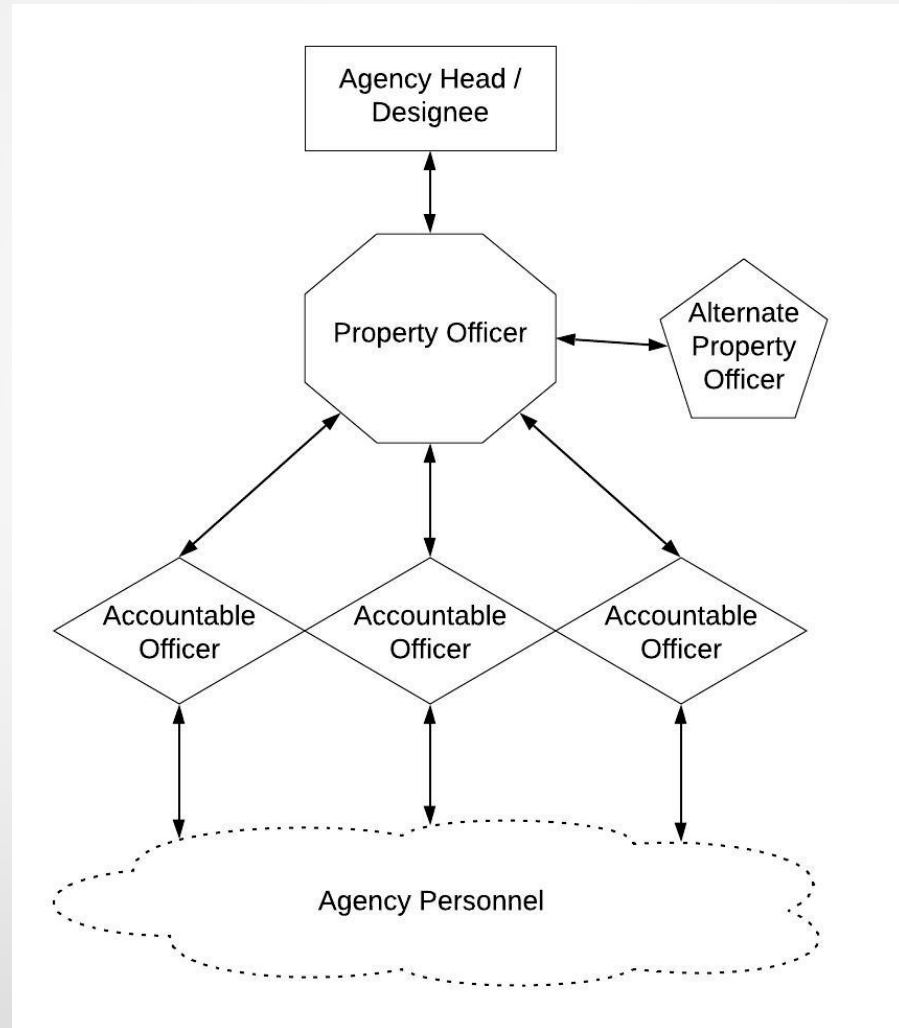 Agency Head /
Designee
Property Officer
Alternate
Property
Officer
Accountable
Officer
Accountable
Officer
Accountable
Officer
Agency Personnel